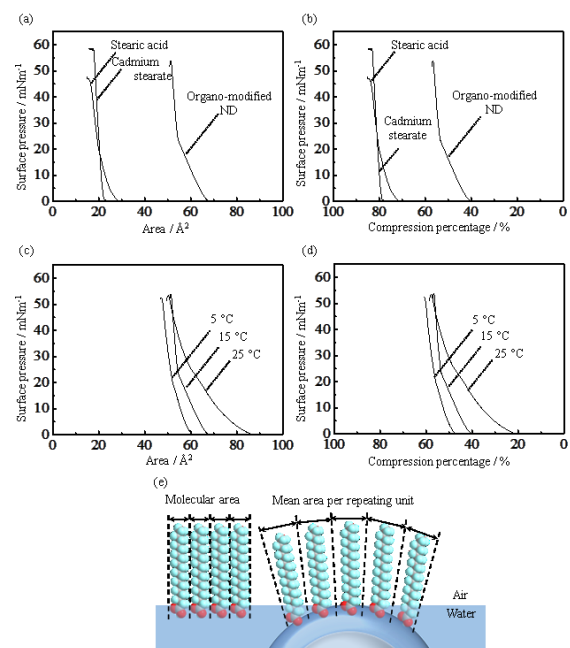 (a)
60
50
40
30
20
10
0
Surface pressure / mNm⁻¹
Stearic acid
Cadmium
stearate
Organo-modified
ND
0 20 40 60 80 100
Area / Å²
(b)
60
50
40
30
20
10
0
Surface pressure / mNm⁻¹
Stearic acid
Organo-modified
ND
Cadmium
stearate
100 80 60 40 20 0
Compression percentage / %
(c)
60
50
40
30
20
10
0
Surface pressure / mNm⁻¹
5 °C
15 °C
25 °C
0 20 40 60 80 100
Area / Å²
(d)
60
50
40
30
20
10
0
Surface pressure / mNm⁻¹
5 °C
15 °C
25 °C
100 80 60 40 20 0
Compression percentage / %
(e)
Molecular area
Mean area per repeating unit
Air
Water